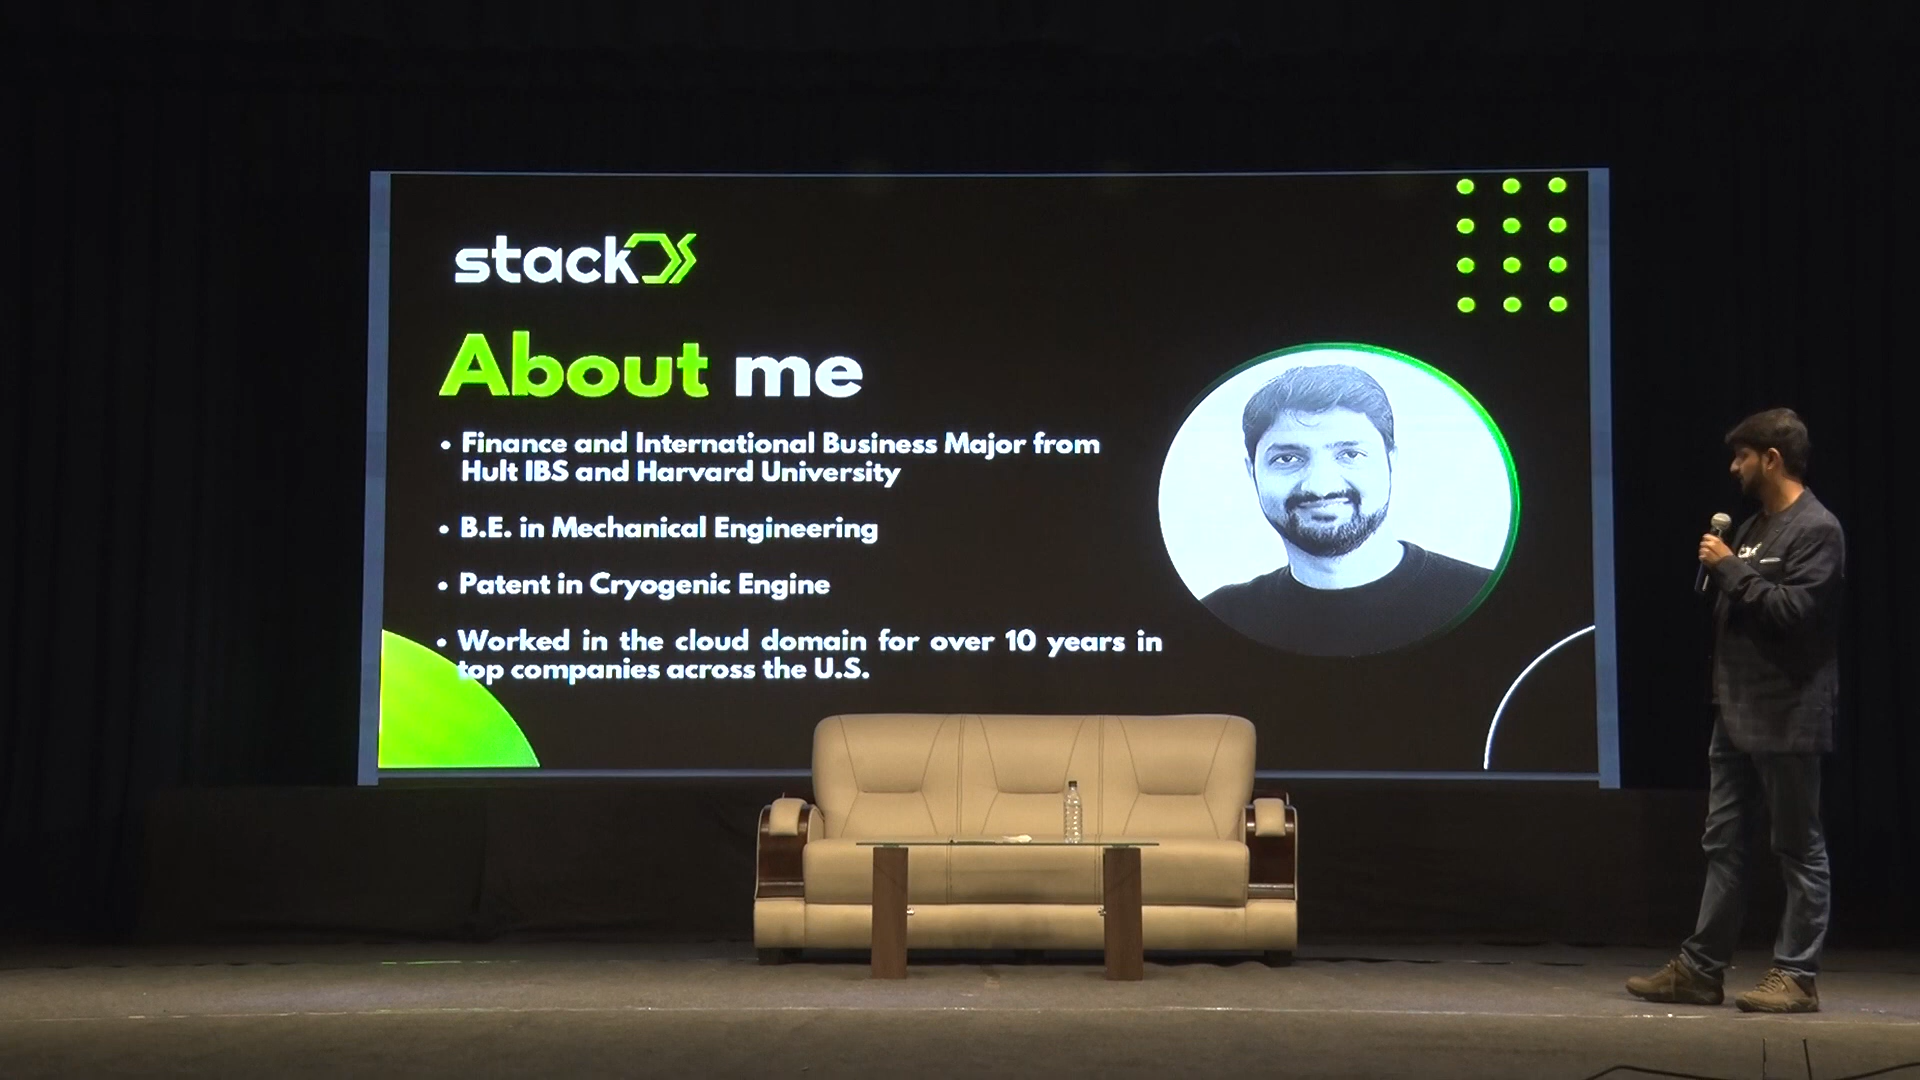 stack
About me
• Finance and International Business Major from
Hult IBS and Harvard University
• B.E. in Mechanical Engineering
• Patent in Cryogenic Engine
• Worked in the cloud domain for over 10 years in
top companies across the U.S.